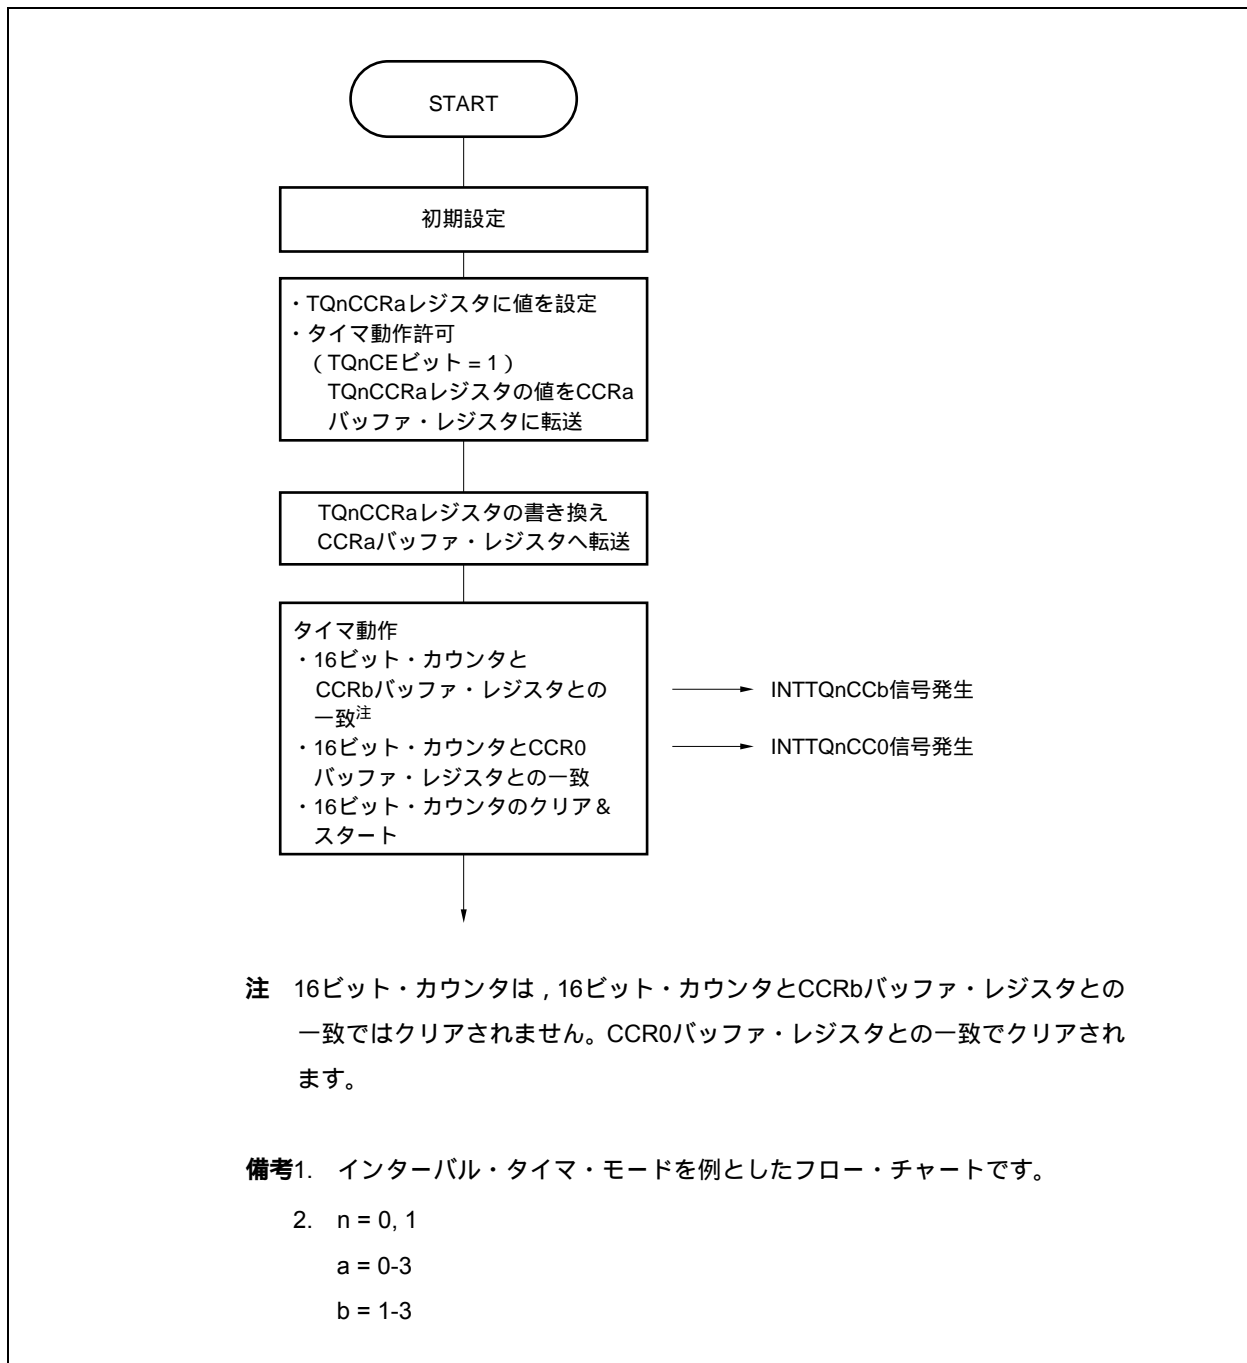 START
初期設定
・TQnCCRaレジスタに値を設定
・タイマ動作許可
（TQnCEビット = 1）
TQnCCRaレジスタの値をCCRa
バッファ・レジスタに転送
TQnCCRaレジスタの書き換え
CCRaバッファ・レジスタへ転送
タイマ動作
・16ビット・カウンタと
CCRbバッファ・レジスタとの
一致注
・16ビット・カウンタとCCR0
バッファ・レジスタとの一致
・16ビット・カウンタのクリア＆
スタート
INTTQnCCb信号発生
INTTQnCC0信号発生
注 16ビット・カウンタは，16ビット・カウンタとCCRbバッファ・レジスタとの
一致ではクリアされません。CCR0バッファ・レジスタとの一致でクリアされ
ます。
備考1. インターバル・タイマ・モードを例としたフロー・チャートです。
2. n = 0, 1
a = 0-3
b = 1-3